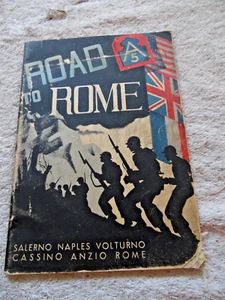 ROAD
A
5
TO
ROME
SALERNO NAPLES VOLTURNO
CASSINO ANZIO ROME